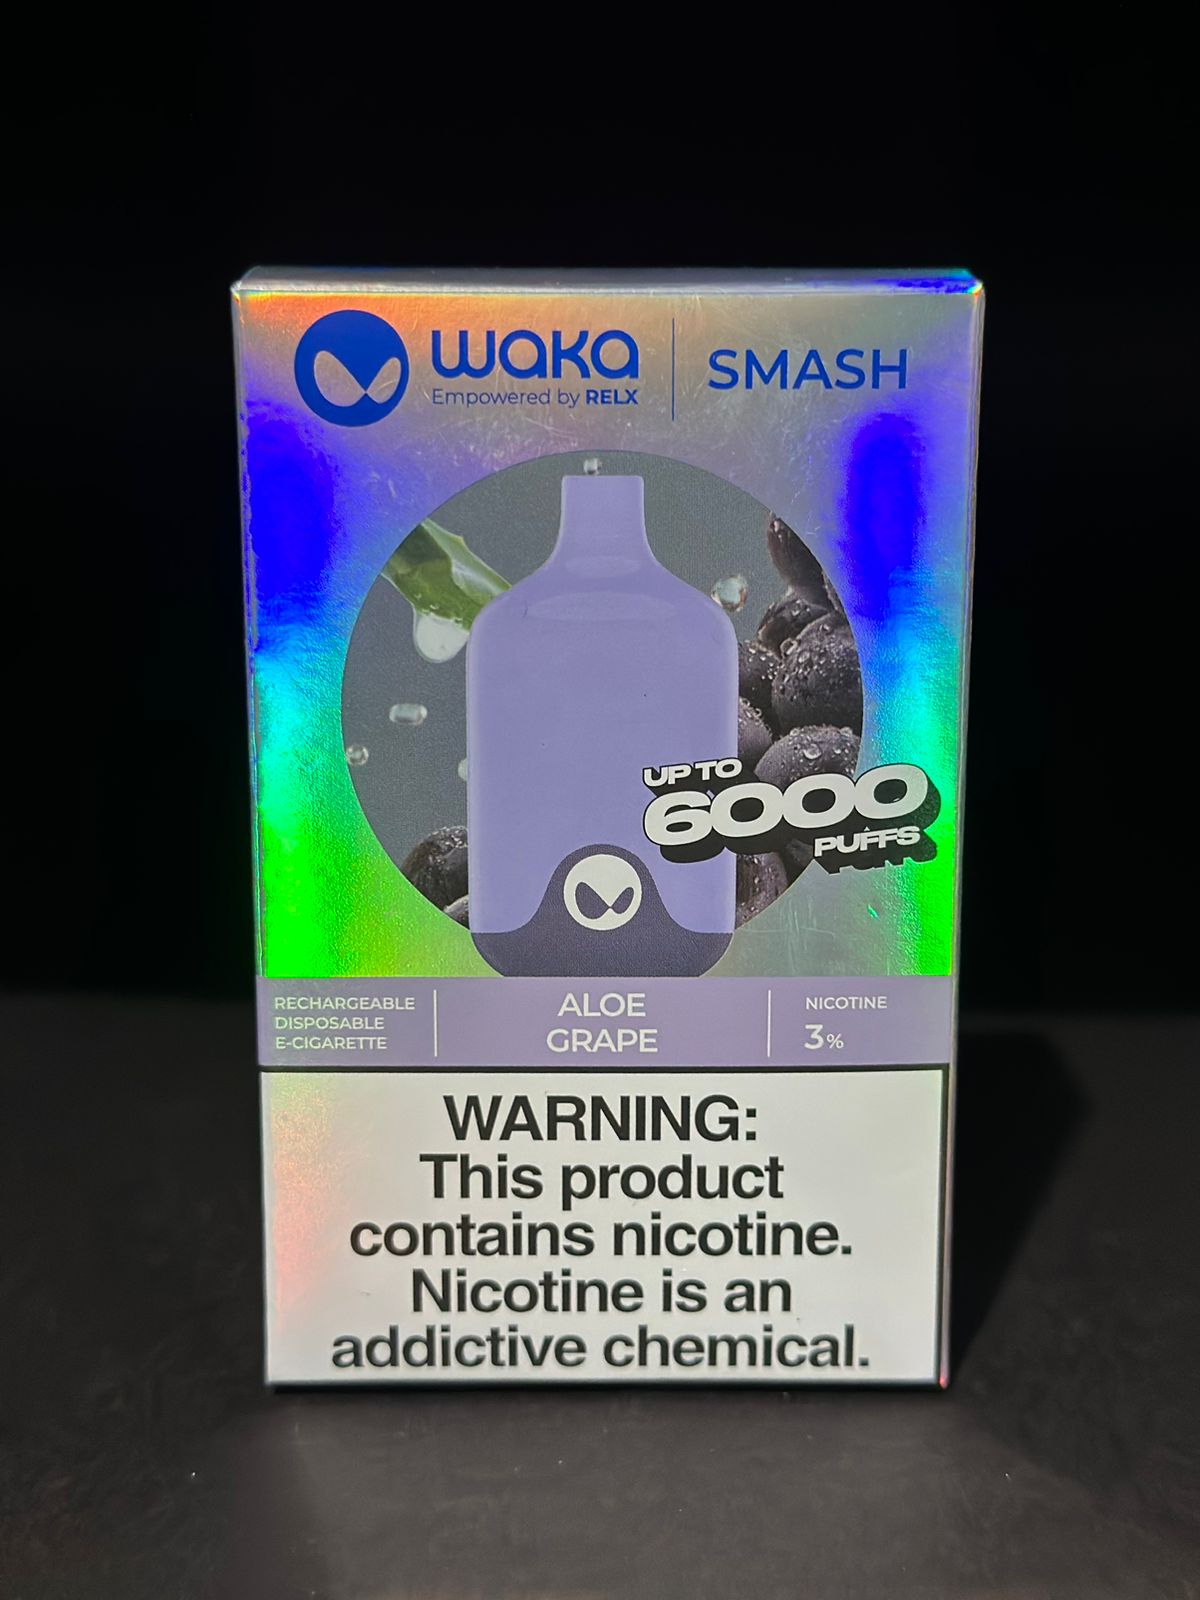 waka
Empowered by RELX
SMASH
UP TO
6000
PUFFS
RECHARGEABLE
DISPOSABLE
E-CIGARETTE
ALOE
GRAPE
NICOTINE
3%
WARNING:
This product
contains nicotine.
Nicotine is an
addictive chemical.